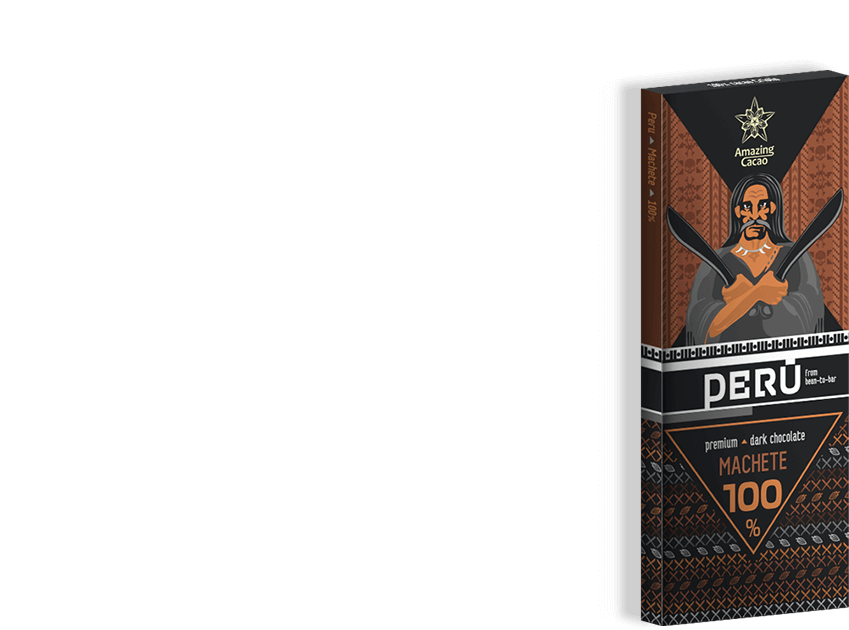 Peru ▲ Machete ▲ 100%
Amazing
Cacao
PERU
from
bean-to-bar
premium ▲ dark chocolate
MACHETE
100
%